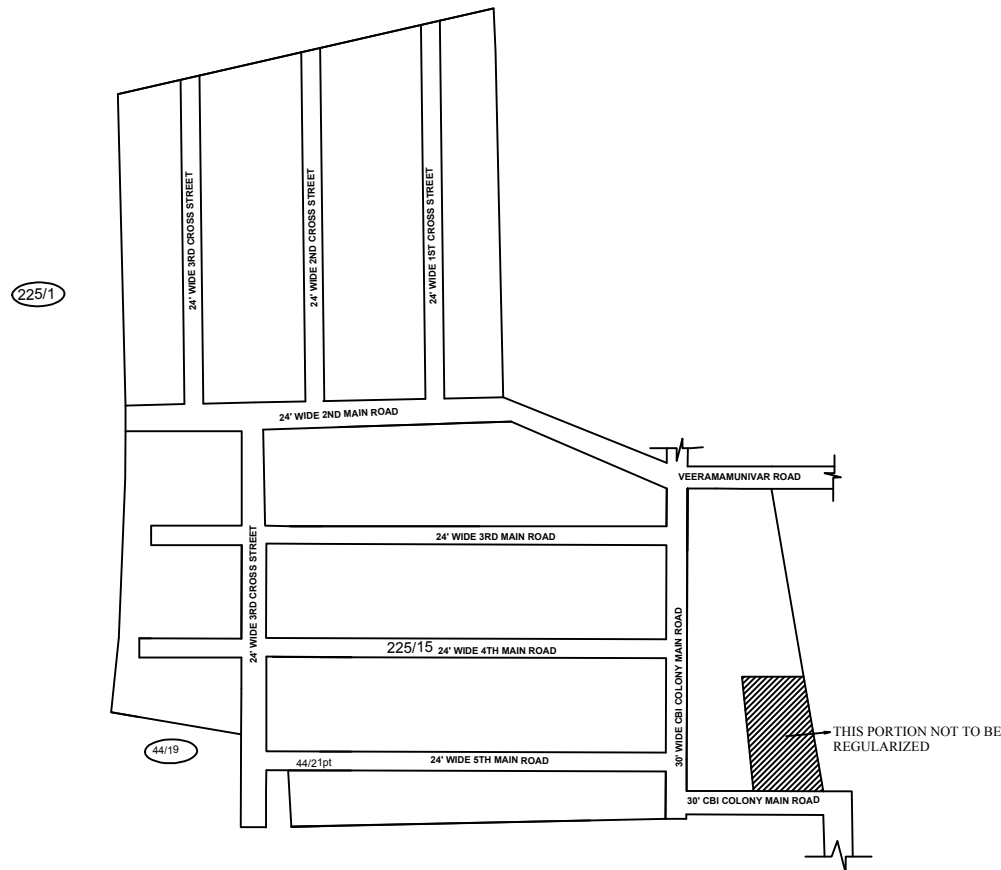 24' WIDE 3RD CROSS STREET
24' WIDE 2ND CROSS STREET
24' WIDE 1ST CROSS STREET
225/1
24' WIDE 2ND MAIN ROAD
VEERAMAMUNIVAR ROAD
24' WIDE 3RD MAIN ROAD
24' WIDE 3RD CROSS STREET
225/15
24' WIDE 4TH MAIN ROAD
30' WIDE CBI COLONY MAIN ROAD
THIS PORTION NOT TO BE
REGULARIZED
44/19
44/21pt
24' WIDE 5TH MAIN ROAD
30' CBI COLONY MAIN ROAD